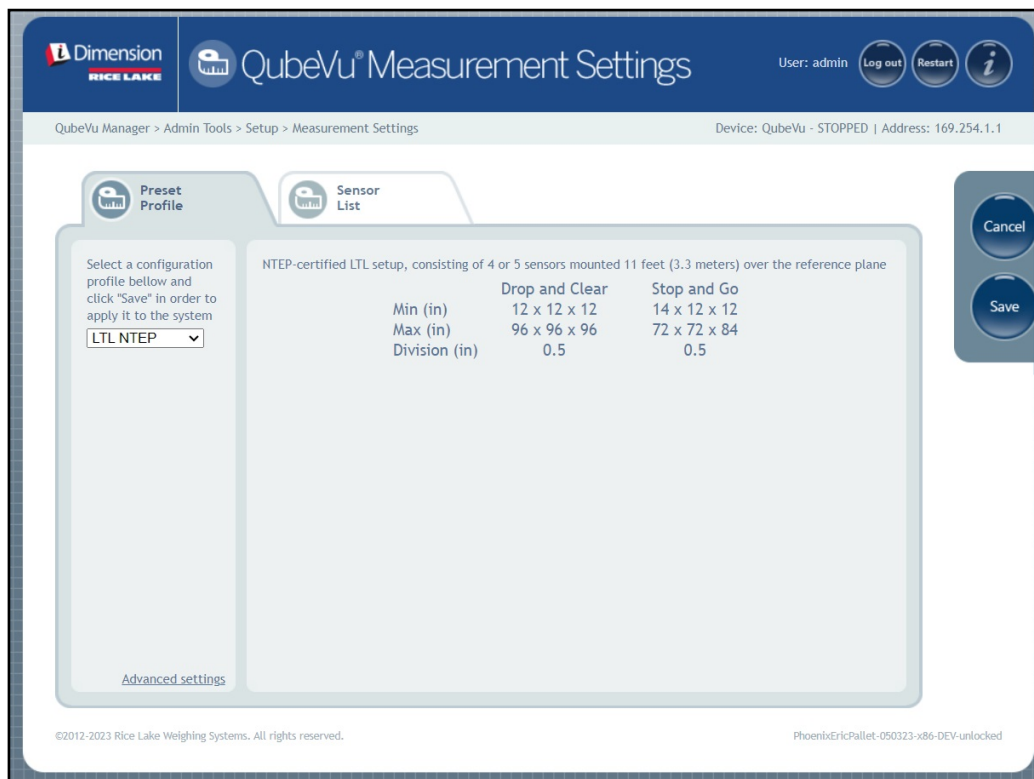 iDimension
RICE LAKE
QubeVu® Measurement Settings
User: admin
Log out
Restart
i
QubeVu Manager > Admin Tools > Setup > Measurement Settings
Device: QubeVu - STOPPED | Address: 169.254.1.1
Preset
Profile
Sensor
List
Cancel
Save
Select a configuration
profile bellow and
click "Save" in order to
apply it to the system
LTL NTEP
Advanced settings
NTEP-certified LTL setup, consisting of 4 or 5 sensors mounted 11 feet (3.3 meters) over the reference plane
Drop and Clear Stop and Go
Min (in) 12 x 12 x 12 14 x 12 x 12
Max (in) 96 x 96 x 96 72 x 72 x 84
Division (in) 0.5 0.5
©2012-2023 Rice Lake Weighing Systems. All rights reserved.
PhoenixEricPallet-050323-x86-DEV-unlocked